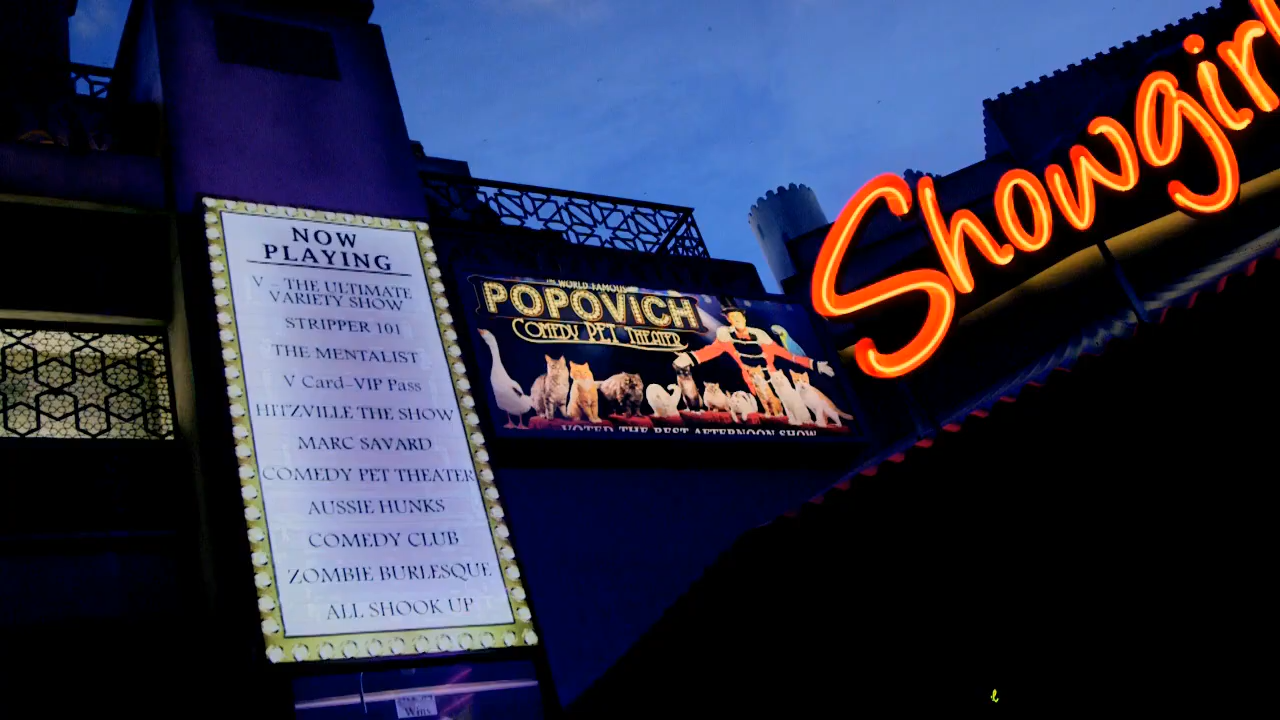 NOW
PLAYING
V - THE ULTIMATE
VARIETY SHOW
STRIPPER 101
THE MENTALIST
V Card-VIP Pass
HITZVILLE THE SHOW
MARC SAVARD
COMEDY PET THEATER
AUSSIE HUNKS
COMEDY CLUB
ZOMBIE BURLESQUE
ALL SHOOK UP
WORLD FAMOUS
POPOVICH
COMEDY PET THEATER
VOTED THE BEST AFTERNOON SHOW
Showgirl
Wins